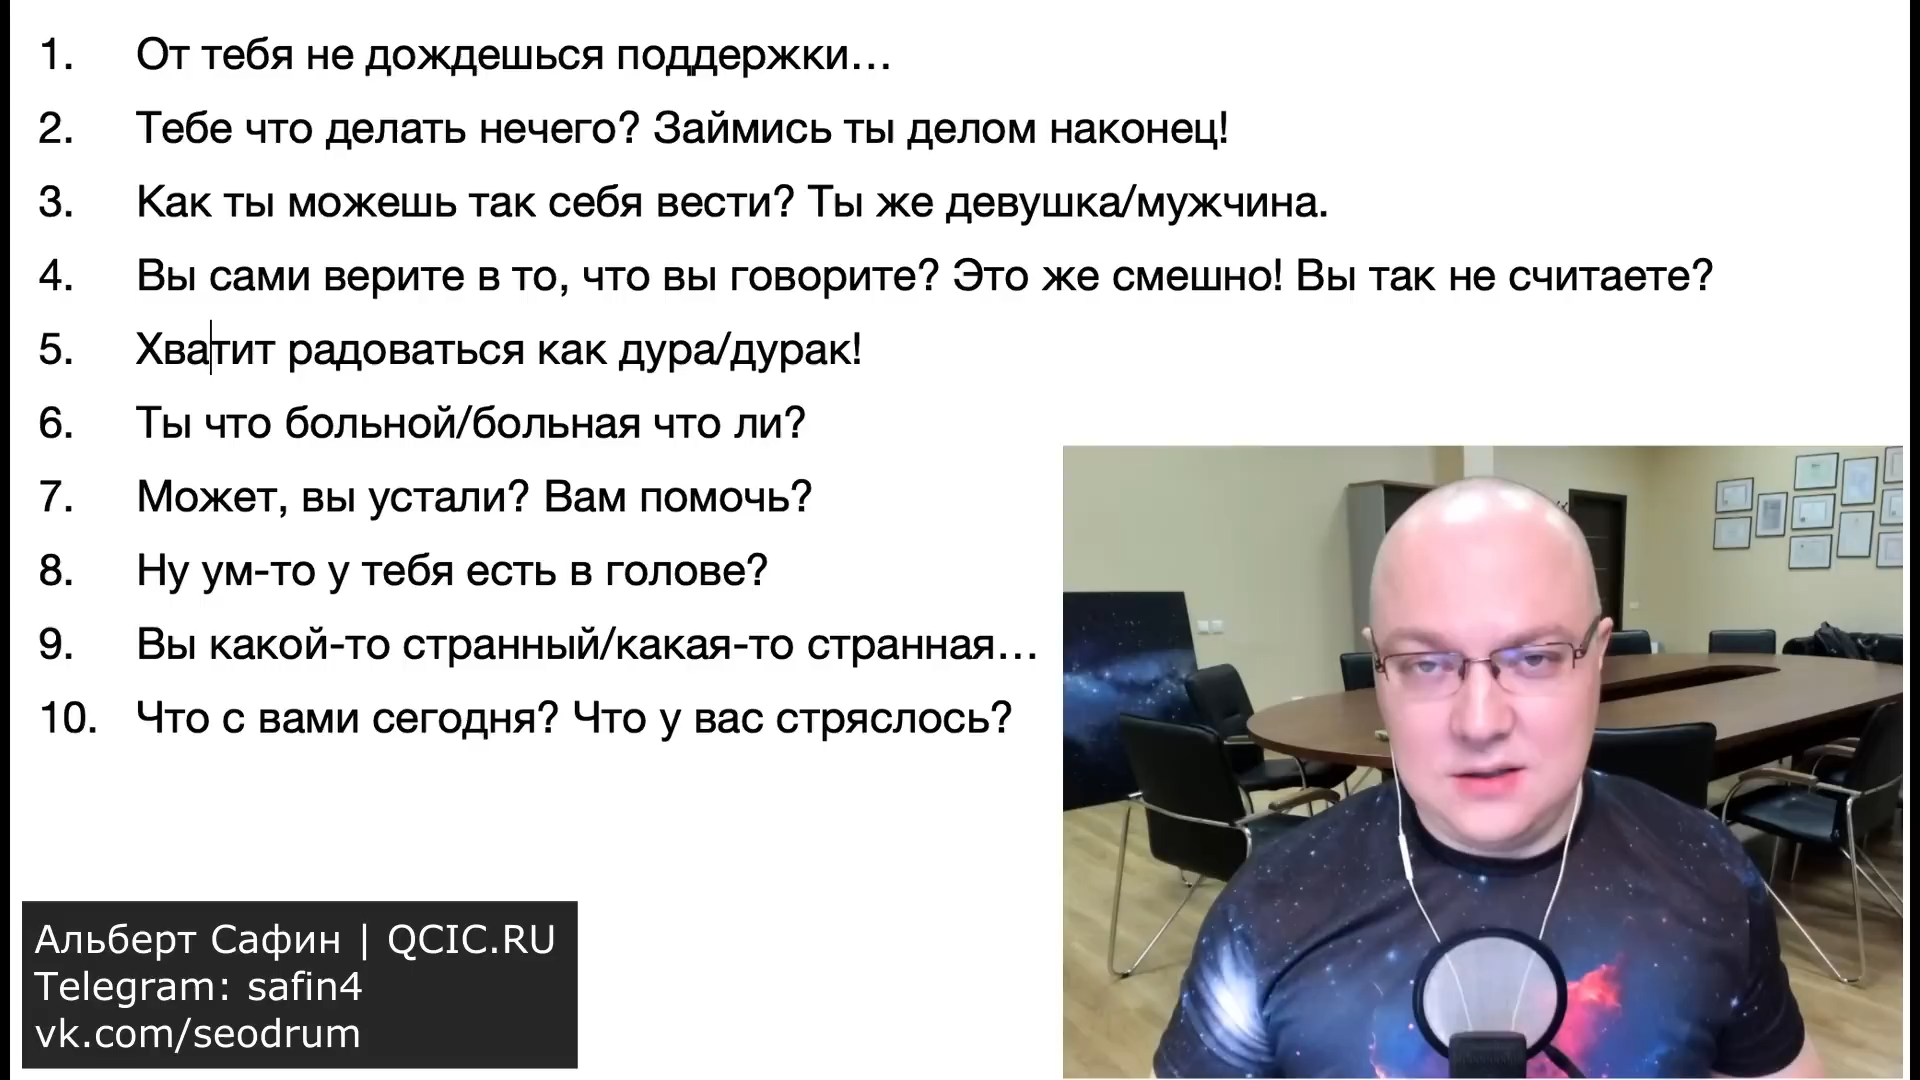 1. От тебя не дождешься поддержки…
2. Тебе что делать нечего? Займись ты делом наконец!
3. Как ты можешь так себя вести? Ты же девушка/мужчина.
4. Вы сами верите в то, что вы говорите? Это же смешно! Вы так не считаете?
5. Хватит радоваться как дура/дурак!
6. Ты что больной/больная что ли?
7. Может, вы устали? Вам помочь?
8. Ну ум-то у тебя есть в голове?
9. Вы какой-то странный/какая-то странная…
10. Что с вами сегодня? Что у вас стряслось?
Альберт Сафин | QCIC.RU
Telegram: safin4
vk.com/seodrum